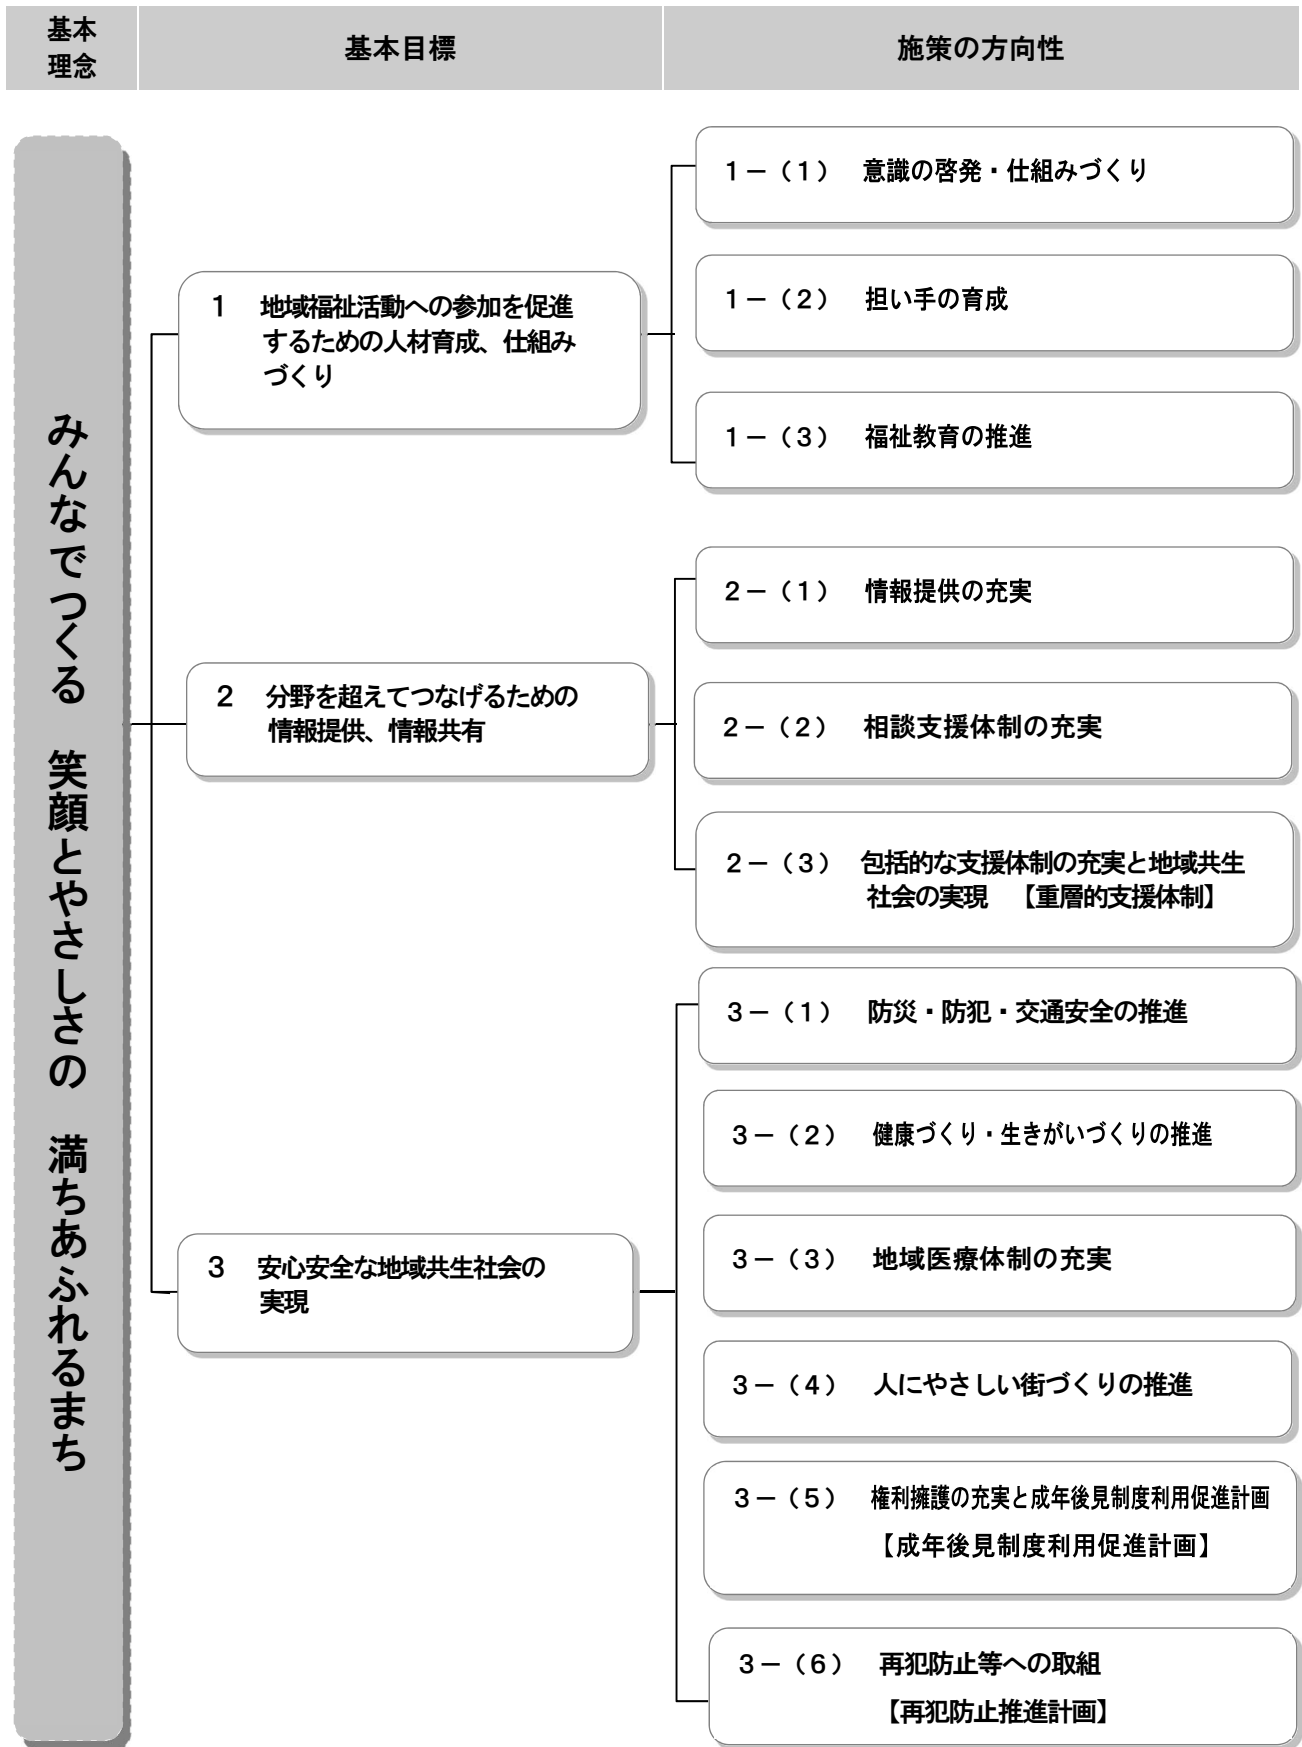 基本
理念
基本目標
施策の方向性
みんなでつくる　笑顔とやさしさの　満ちあふれるまち
１　地域福祉活動への参加を促進
するための人材育成、仕組み
づくり
１－（１）　意識の啓発・仕組みづくり
１－（２）　担い手の育成
１－（３）　福祉教育の推進
２　分野を超えてつなげるための
情報提供、情報共有
２－（１）　情報提供の充実
２－（２）　相談支援体制の充実
２－（３）　包括的な支援体制の充実と地域共生
社会の実現　【重層的支援体制】
３　安心安全な地域共生社会の
実現
３－（１）　防災・防犯・交通安全の推進
３－（２）　健康づくり・生きがいづくりの推進
３－（３）　地域医療体制の充実
３－（４）　人にやさしい街づくりの推進
３－（５）　権利擁護の充実と成年後見制度利用促進計画
【成年後見制度利用促進計画】
３－（６）　再犯防止等への取組
【再犯防止推進計画】